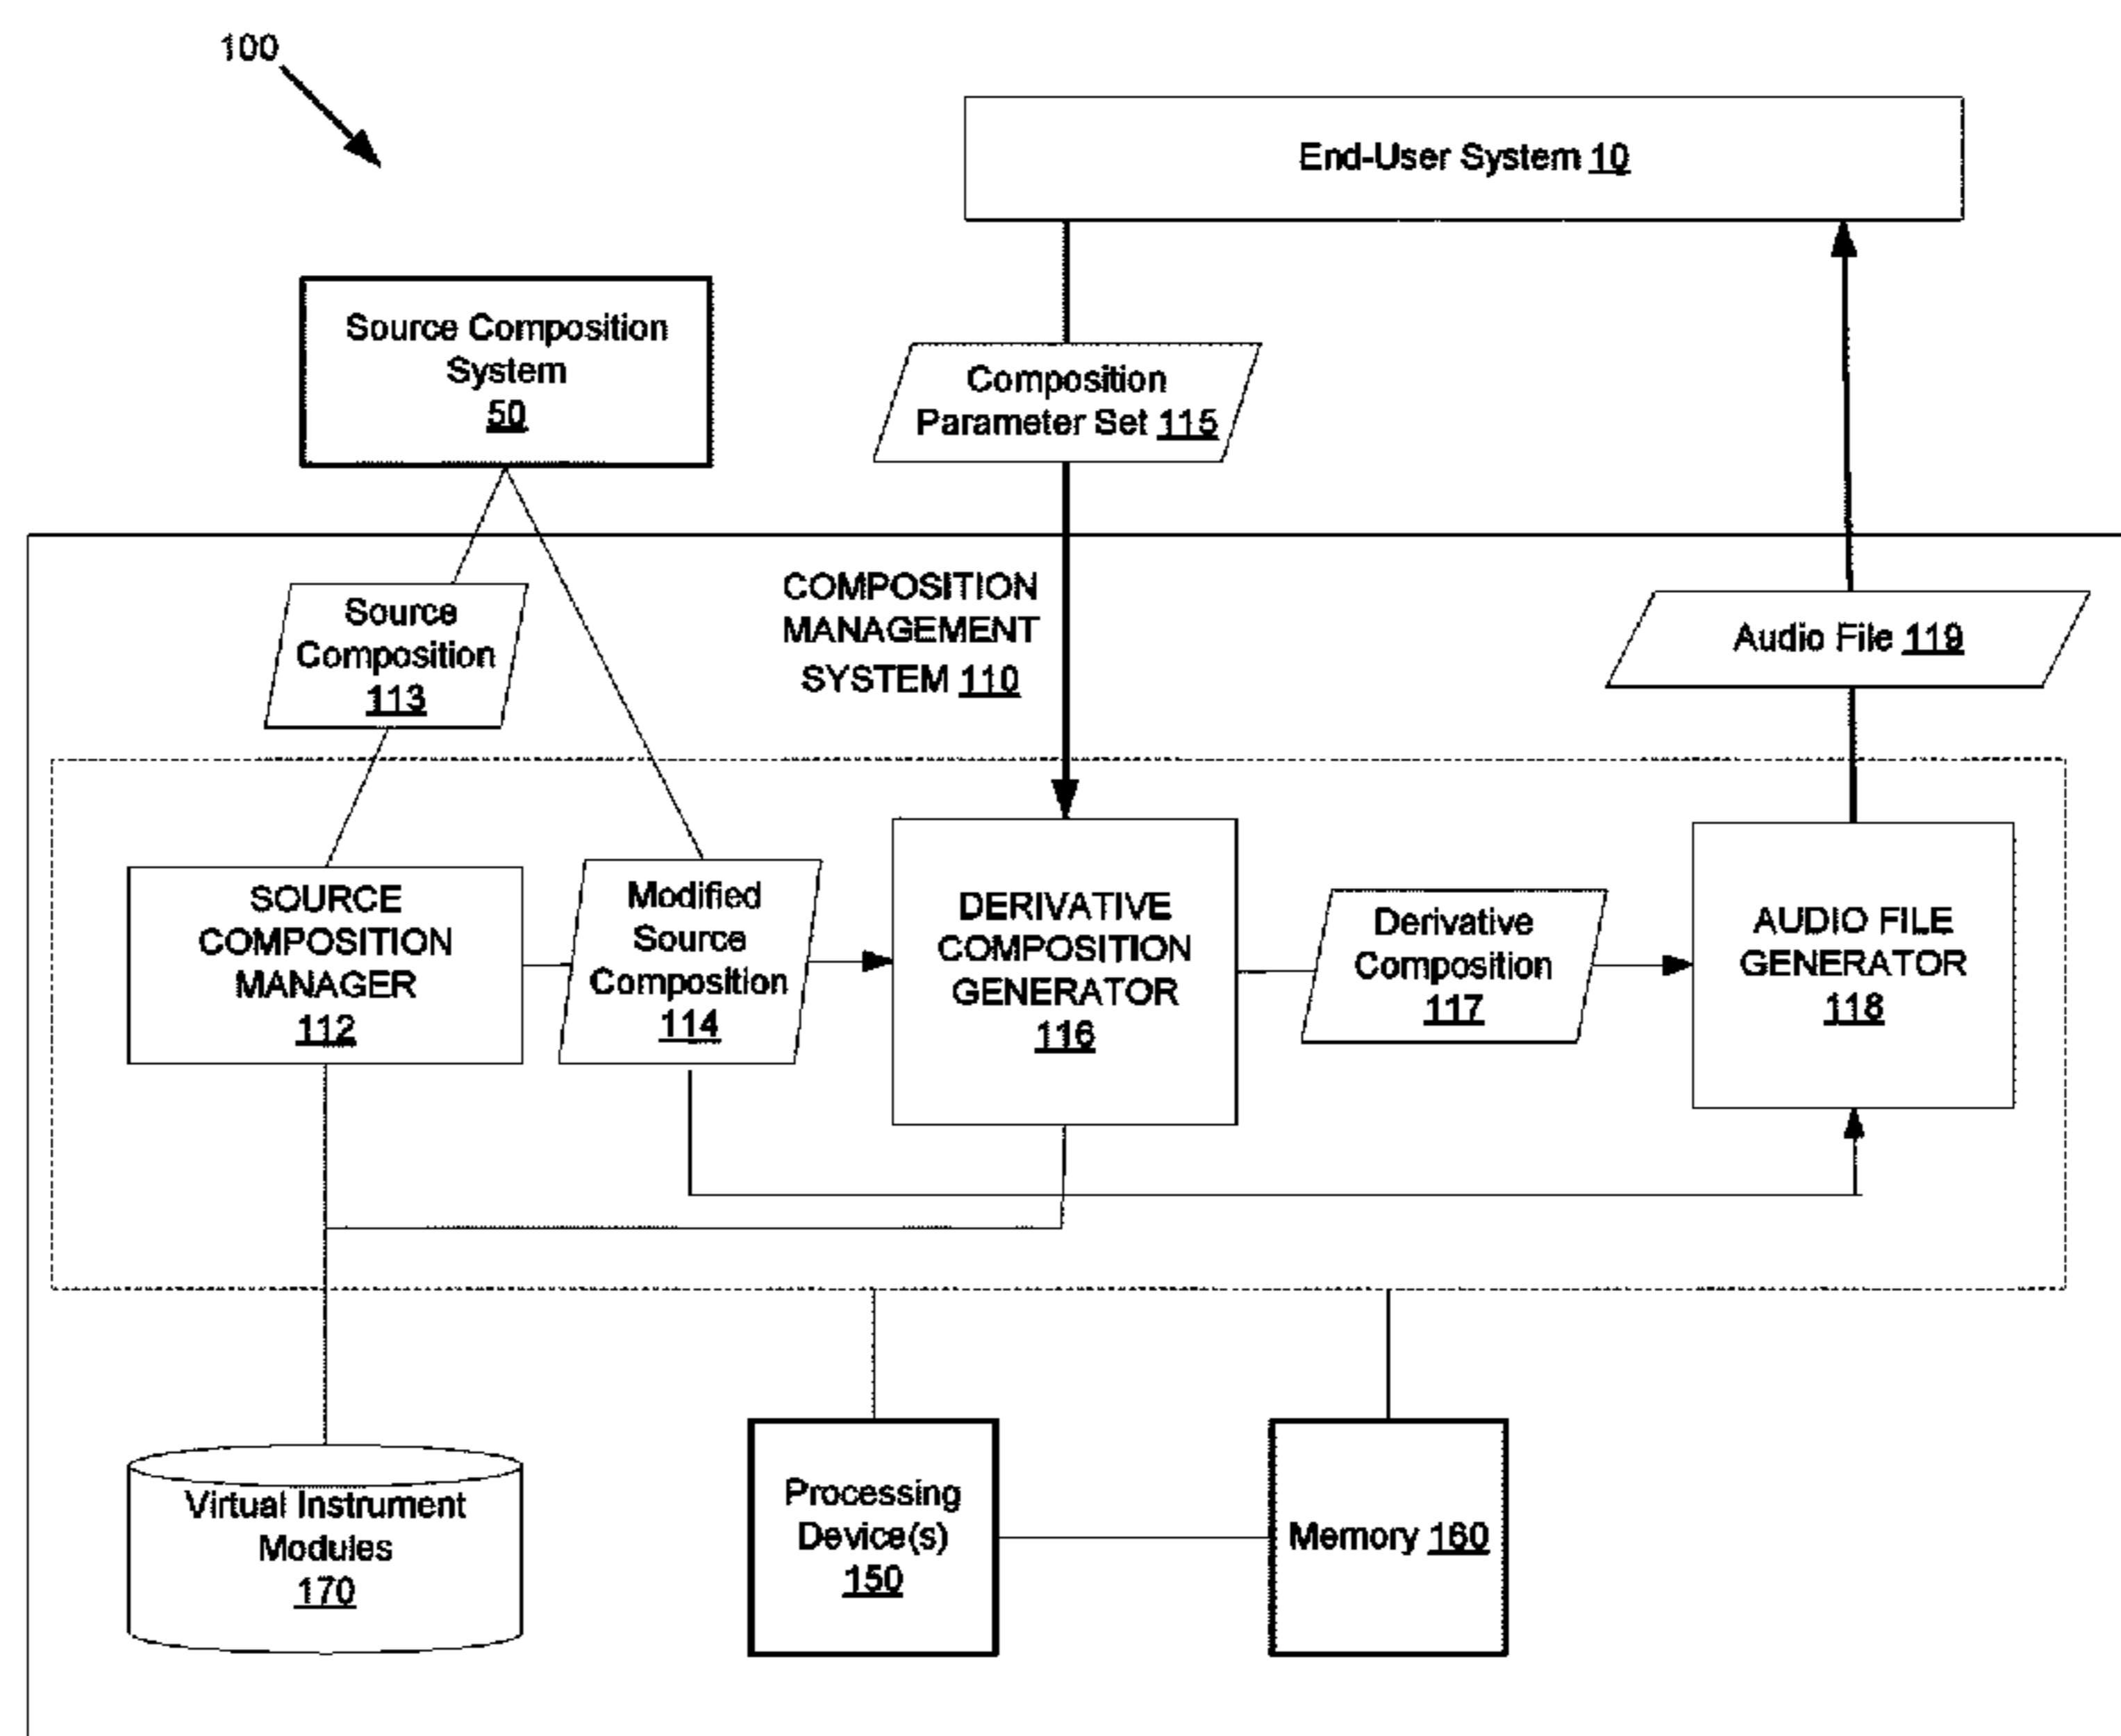 100
End-User System 10
Source Composition
System
50
Composition
Parameter Set 115
COMPOSITION
MANAGEMENT
SYSTEM 110
Source
Composition
113
Audio File 119
SOURCE
COMPOSITION
MANAGER
112
Modified
Source
Composition
114
DERIVATIVE
COMPOSITION
GENERATOR
116
Derivative
Composition
117
AUDIO FILE
GENERATOR
118
Virtual Instrument
Modules
170
Processing
Device(s)
150
Memory 160